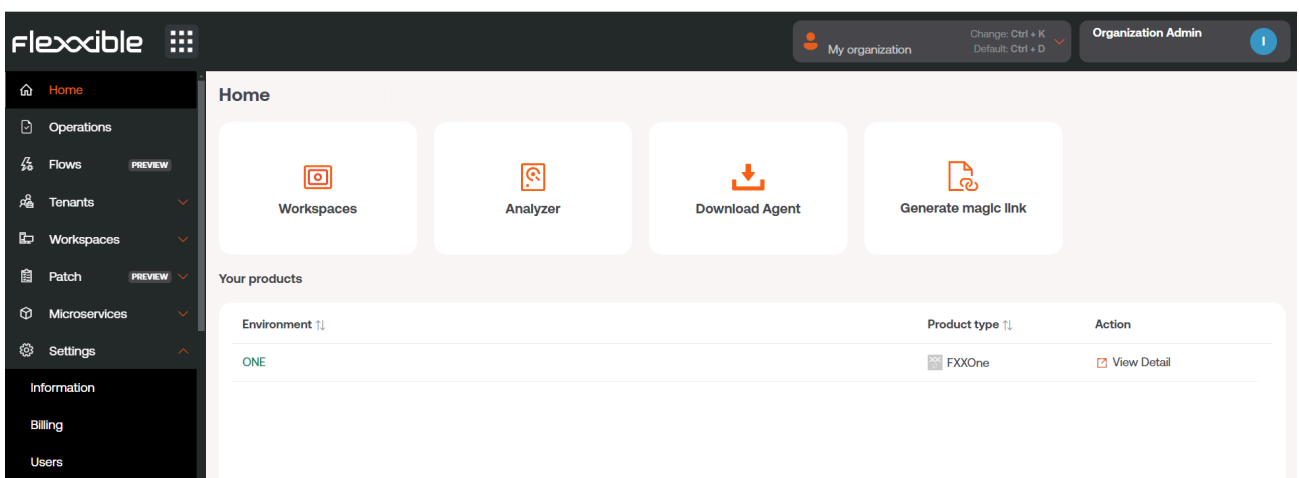 Flexxible
My organization
Change: Ctrl + K
Default: Ctrl + D
Organization Admin
I
Home
Operations
Flows PREVIEW
Tenants
Workspaces
Patch PREVIEW
Microservices
Settings
Information
Billing
Users
Home
Workspaces
Analyzer
Download Agent
Generate magic link
Your products
Environment
Product type
Action
ONE
FXXOne
View Detail